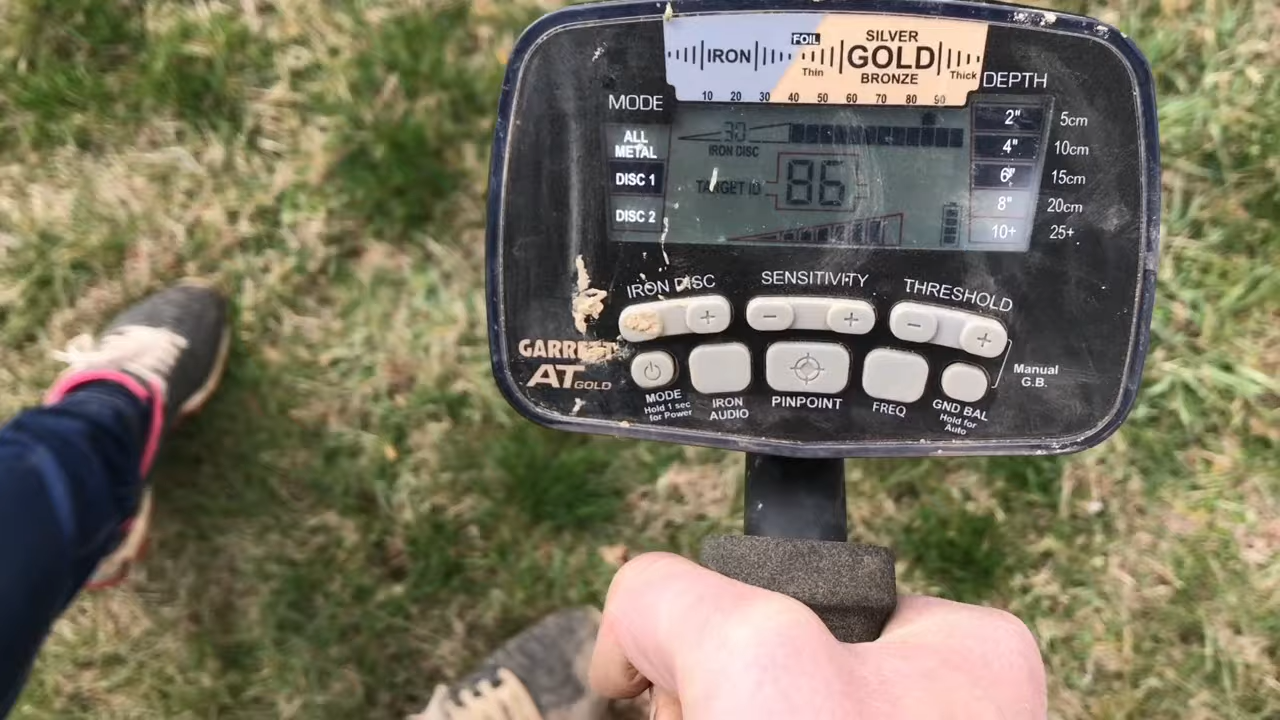 FOIL
SILVER
IRON
GOLD
Thin
BRONZE
Thick
10 20 30 40 50 60 70 80 90
DEPTH
MODE
ALL METAL
DISC 1
DISC 2
30
IRON DISC
TARGET ID
86
2" 5cm
4" 10cm
6" 15cm
8" 20cm
10+ 25+
IRON DISC
SENSITIVITY
THRESHOLD
− +
− +
+
GARRETT
AT GOLD
MODE
Hold 1 sec
for Power
IRON
AUDIO
PINPOINT
FREQ
GND BAL
Hold for
Auto
Manual
G.B.